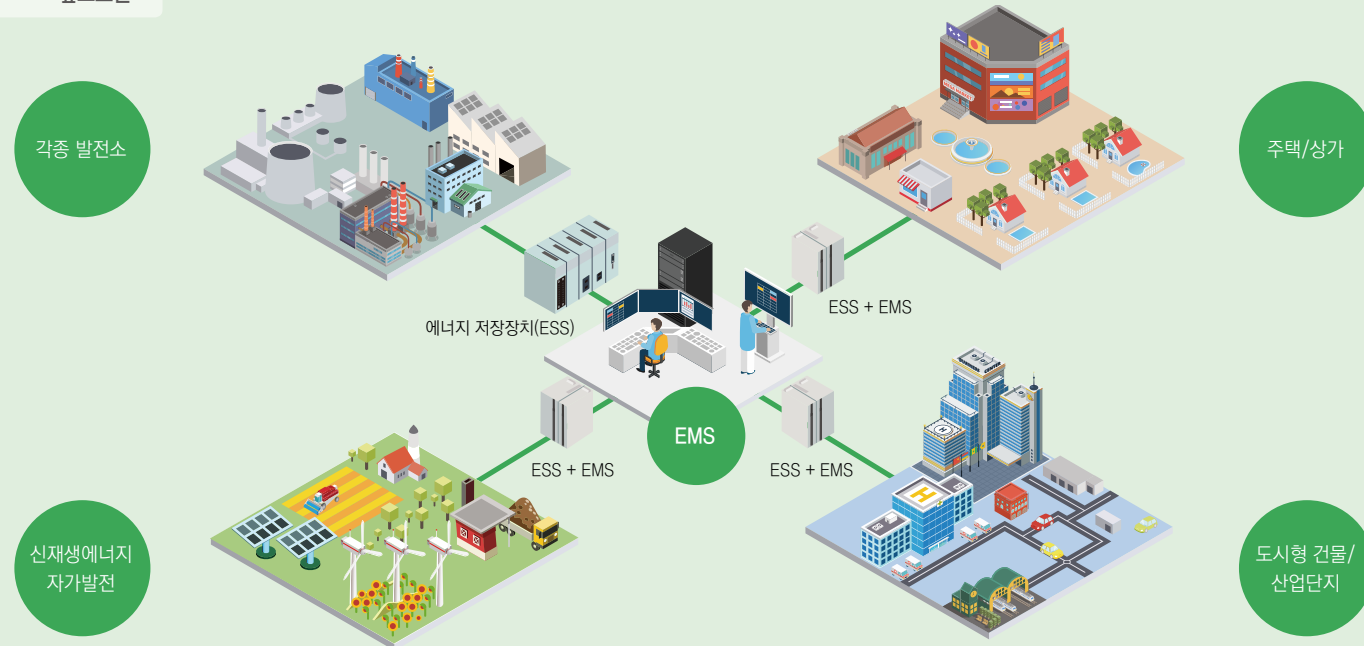 각종 발전소
주택/상가
에너지 저장장치(ESS)
ESS + EMS
EMS
ESS + EMS
ESS + EMS
신재생에너지
자가발전
도시형 건물/
산업단지